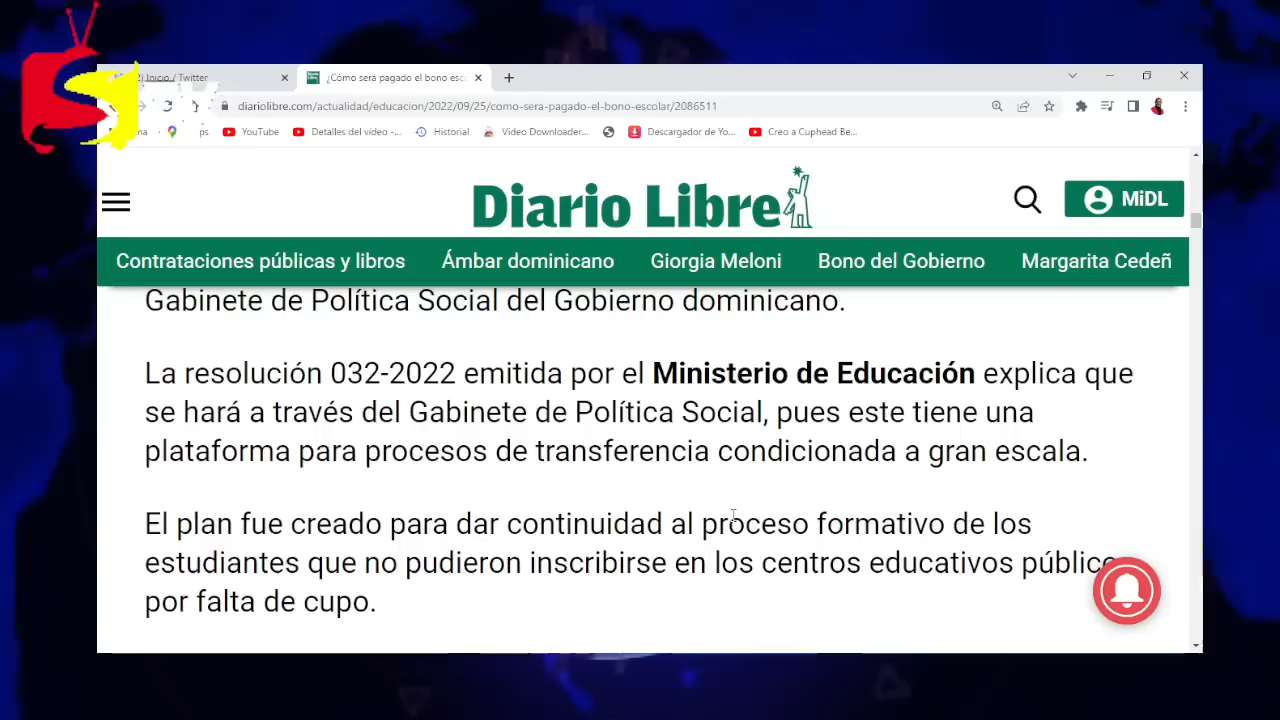 Inicio / Twitter
¿Cómo será pagado el bono esc
diariolibre.com/actualidad/educacion/2022/09/25/como-sera-pagado-el-bono-escolar/2086511
YouTube
Detalles del vídeo -...
Historial
Video Downloader...
Descargador de Yo...
Creo a Cuphead Be...
S
Diario Libre
MiDL
Contrataciones públicas y libros
Ámbar dominicano
Giorgia Meloni
Bono del Gobierno
Margarita Cedeñ
Gabinete de Política Social del Gobierno dominicano.
La resolución 032-2022 emitida por el Ministerio de Educación explica que
se hará a través del Gabinete de Política Social, pues este tiene una
plataforma para procesos de transferencia condicionada a gran escala.
El plan fue creado para dar continuidad al proceso formativo de los
estudiantes que no pudieron inscribirse en los centros educativos público
por falta de cupo.